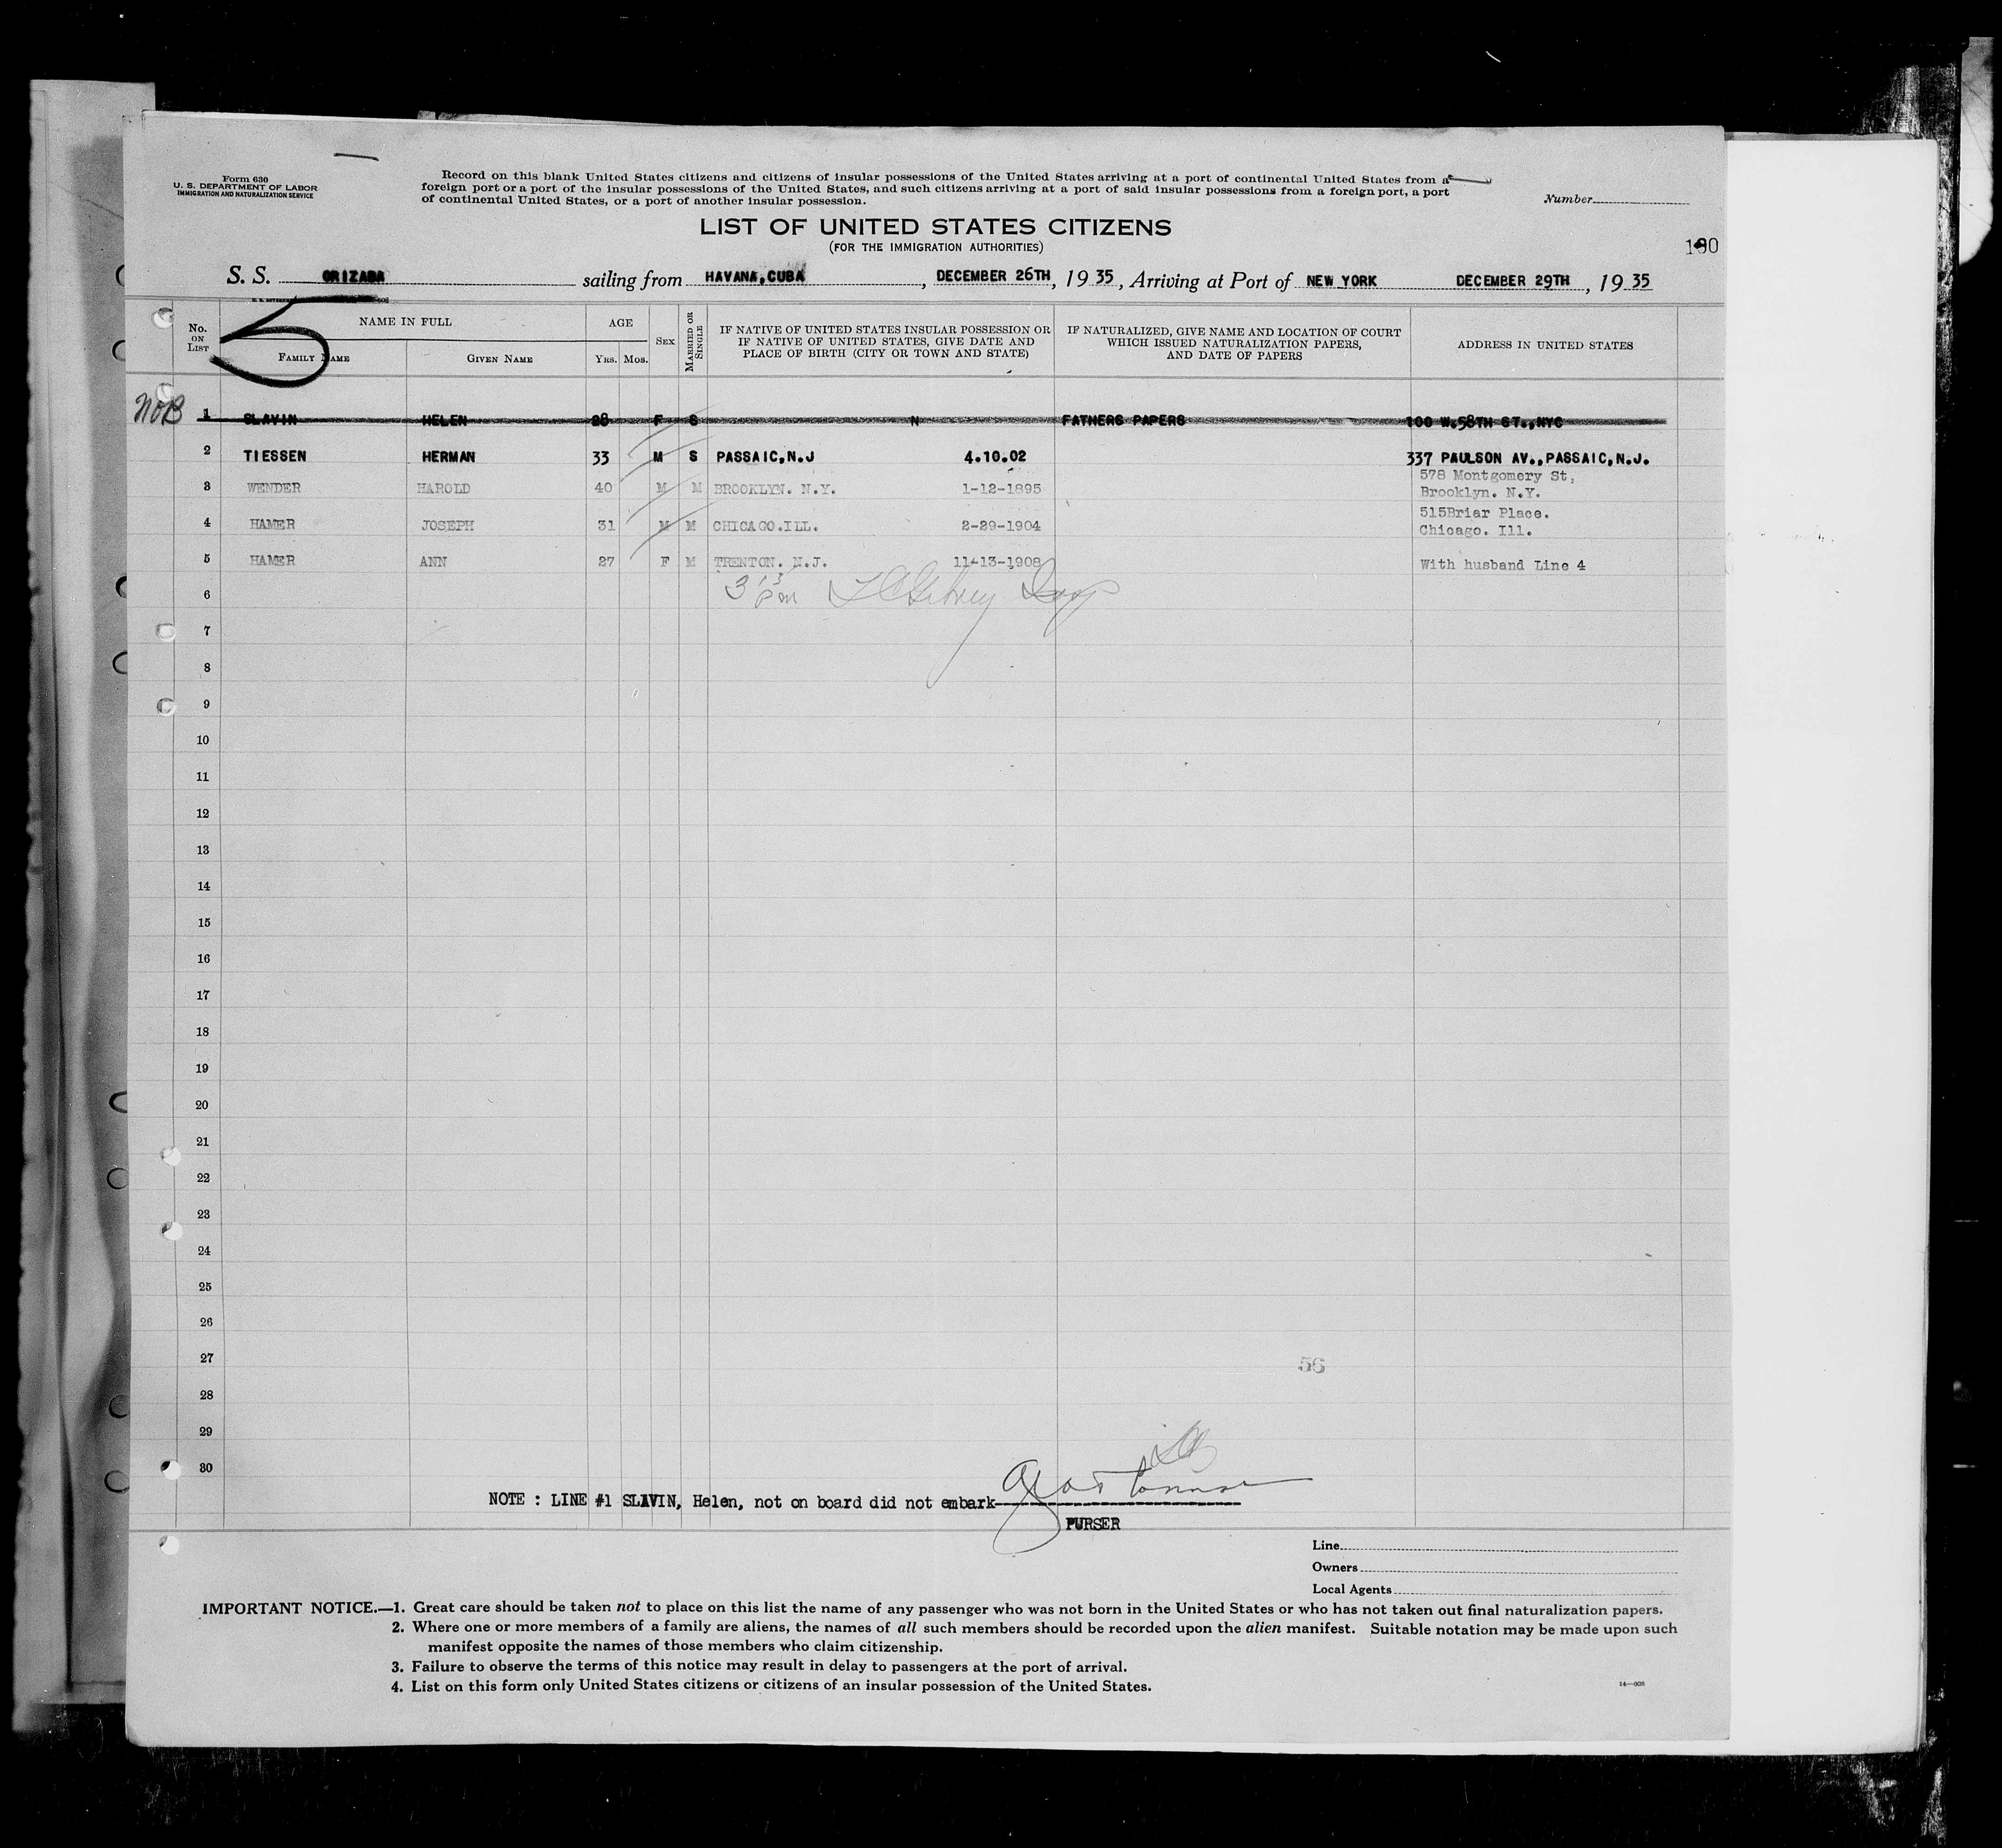 Form 630
U. S. DEPARTMENT OF LABOR
IMMIGRATION AND NATURALIZATION SERVICE
Record on this blank United States citizens and citizens of insular possessions of the United States arriving at a port of continental United States from a
foreign port or a port of the insular possessions of the United States, and such citizens arriving at a port of said insular possessions from a foreign port, a port
of continental United States, or a port of another insular possession.
Number
LIST OF UNITED STATES CITIZENS
(FOR THE IMMIGRATION AUTHORITIES)
S. S. ORIZABA sailing from HAVANA,CUBA, DECEMBER 26TH, 1935, Arriving at Port of NEW YORK DECEMBER 29TH, 1935
5
No. ON LIST
NAME IN FULL
FAMILY NAME
GIVEN NAME
AGE
YRS. MOS.
SEX
MARRIED OR SINGLE
IF NATIVE OF UNITED STATES INSULAR POSSESSION OR
IF NATIVE OF UNITED STATES, GIVE DATE AND
PLACE OF BIRTH (CITY OR TOWN AND STATE)
IF NATURALIZED, GIVE NAME AND LOCATION OF COURT
WHICH ISSUED NATURALIZATION PAPERS,
AND DATE OF PAPERS
ADDRESS IN UNITED STATES
NOB 1 SLAVIN HELEN 28 F S N FATHERS PAPERS 100 W.58TH ST.,NYC
2 TIESSEN HERMAN 33 M S PASSAIC,N.J 4.10.02 337 PAULSON AV.,PASSAIC,N.J.
3 WENDER HAROLD 40 M M BROOKLYN. N.Y. 1-12-1895 578 Montgomery St,
Brooklyn. N.Y.
4 HAMER JOSEPH 31 M M CHICAGO.ILL. 2-29-1904 515Briar Place.
Chicago. Ill.
5 HAMER ANN 27 F M TRENTON. N.J. 11-13-1908 With husband Line 4
6
7
8
9
10
11
12
13
14
15
16
17
18
19
20
21
22
23
24
25
26
27
56
28
29
30
NOTE : LINE #1 SLAVIN, Helen, not on board did not embark
PURSER
Line
Owners
Local Agents
IMPORTANT NOTICE.—1. Great care should be taken not to place on this list the name of any passenger who was not born in the United States or who has not taken out final naturalization papers.
2. Where one or more members of a family are aliens, the names of all such members should be recorded upon the alien manifest. Suitable notation may be made upon such
manifest opposite the names of those members who claim citizenship.
3. Failure to observe the terms of this notice may result in delay to passengers at the port of arrival.
4. List on this form only United States citizens or citizens of an insular possession of the United States.